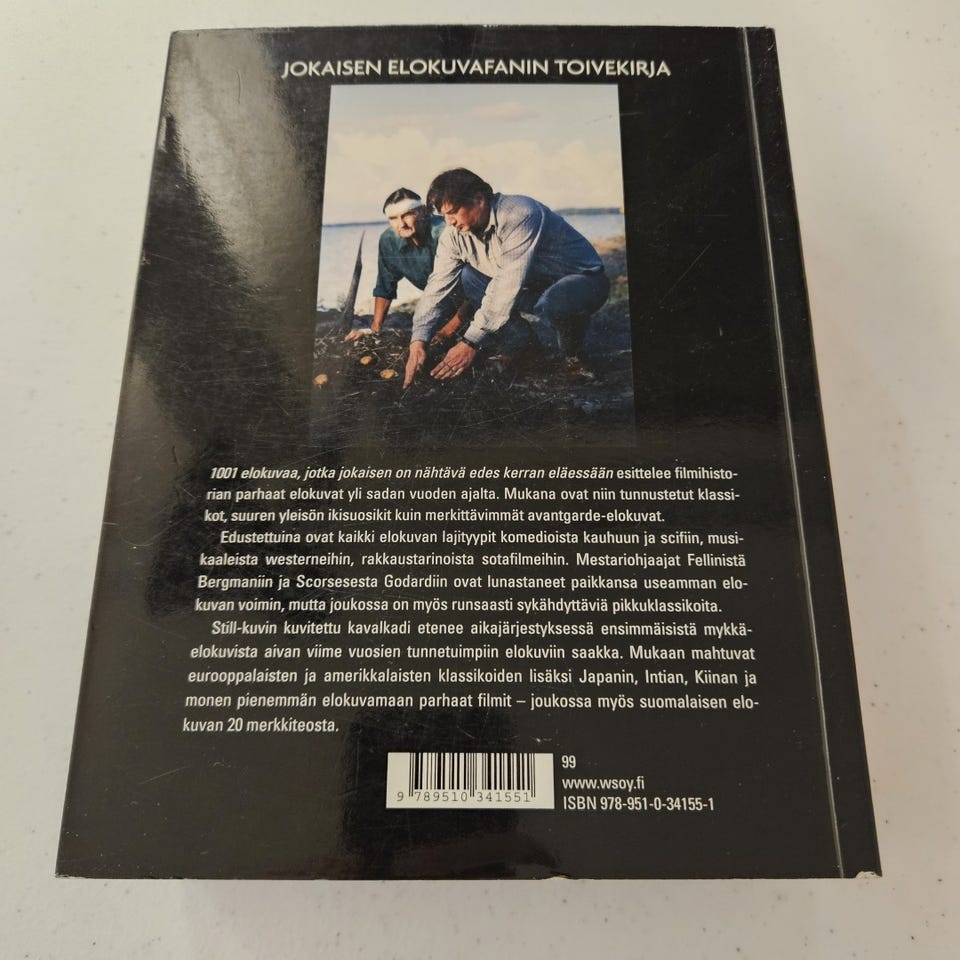 JOKAISEN ELOKUVAFANIN TOIVEKIRJA
1001 elokuvaa, jotka jokaisen on nähtävä edes kerran eläessään esittelee filmihisto-
rian parhaat elokuvat yli sadan vuoden ajalta. Mukana ovat niin tunnustetut klassi-
kot, suuren yleisön ikisuosikit kuin merkittävimmät avantgarde-elokuvat.
Edustettuina ovat kaikki elokuvan lajityypit komedioista kauhuun ja scifiin, musi-
kaaleista westerneihin, rakkaustarinoista sotafilmeihin. Mestariohjaajat Fellinistä
Bergmaniin ja Scorsesesta Godardiin ovat lunastaneet paikkansa useamman elo-
kuvan voimin, mutta joukossa on myös runsaasti sykähdyttäviä pikkuklassikoita.
Still-kuvin kuvitettu kavalkadi etenee aikajärjestyksessä ensimmäisistä mykkä-
elokuvista aivan viime vuosien tunnetuimpiin elokuviin saakka. Mukaan mahtuvat
eurooppalaisten ja amerikkalaisten klassikoiden lisäksi Japanin, Intian, Kiinan ja
monen pienemmän elokuvamaan parhaat filmit – joukossa myös suomalaisen elo-
kuvan 20 merkkiteosta.
99
www.wsoy.fi
ISBN 978-951-0-34155-1
9 789510 341551